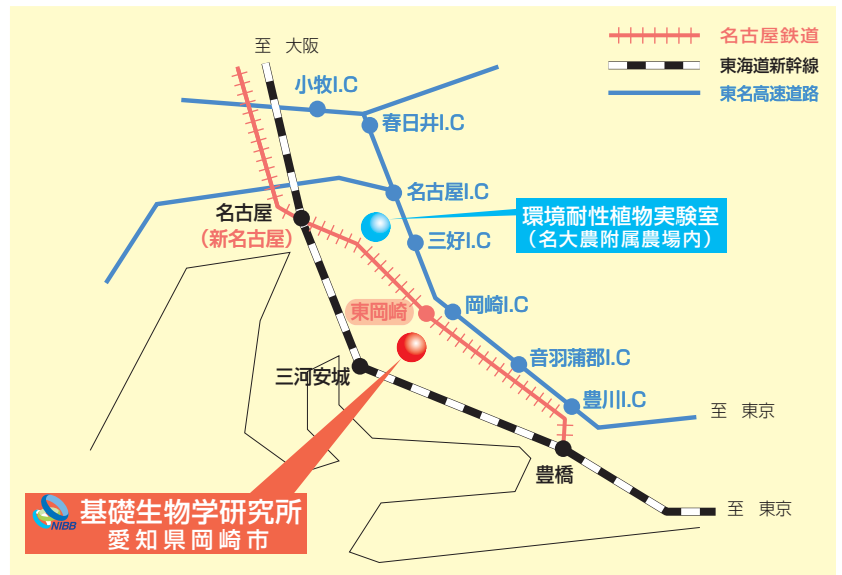 至　大阪
名古屋鉄道
東海道新幹線
東名高速道路
小牧I.C
春日井I.C
名古屋I.C
名古屋
（新名古屋）
環境耐性植物実験室
（名大農附属農場内）
三好I.C
東岡崎
岡崎I.C
音羽蒲郡I.C
三河安城
豊川I.C
至　東京
豊橋
至　東京
NIBB
基礎生物学研究所
愛知県岡崎市